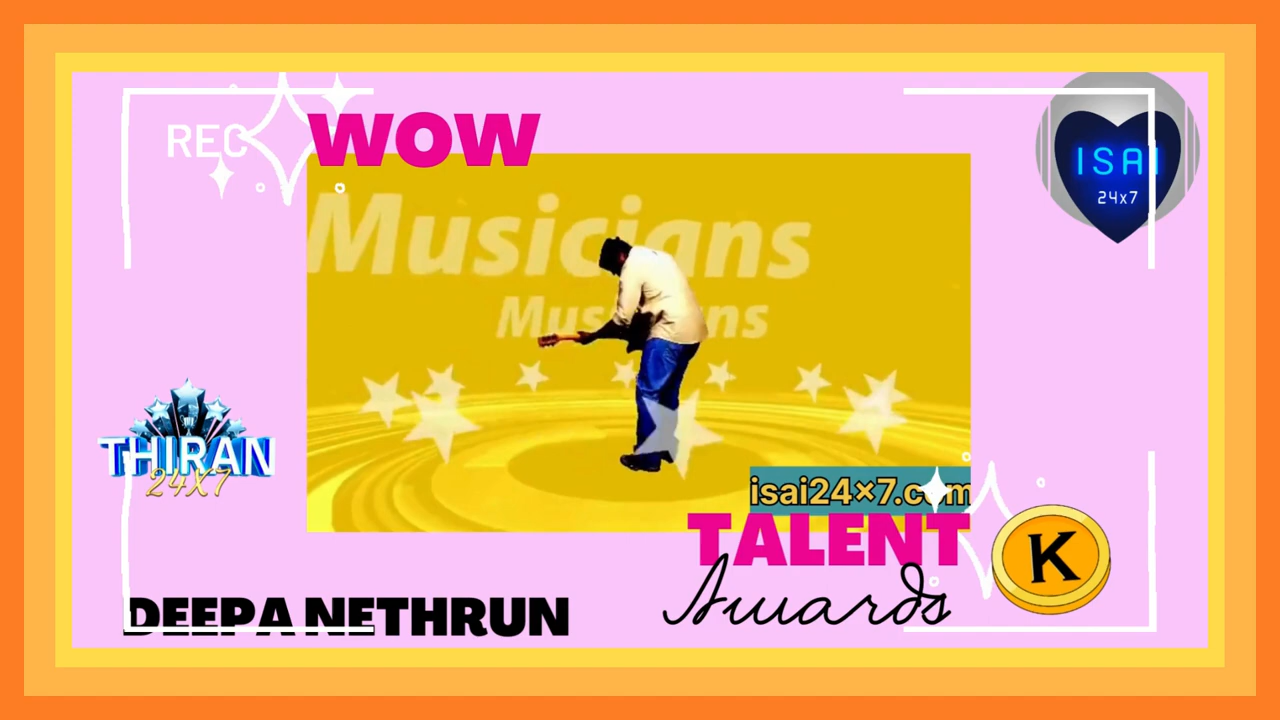 REC
WOW
ISAI
24x7
Musicians
Musicians
THIRAN
24X7
isai24×7.com
TALENT
Awards
K
DEEPA NETHRUN